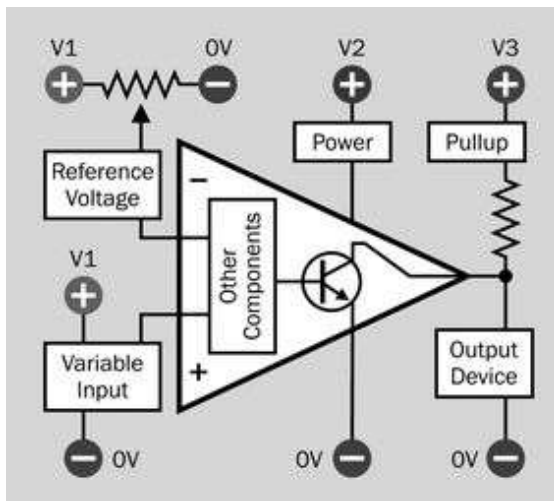 V1
0V
V2
V3
+
−
+
+
Power
Pullup
Reference
Voltage
−
V1
+
Other
Components
Variable
Input
+
Output
Device
−
0V
−
0V
−
0V